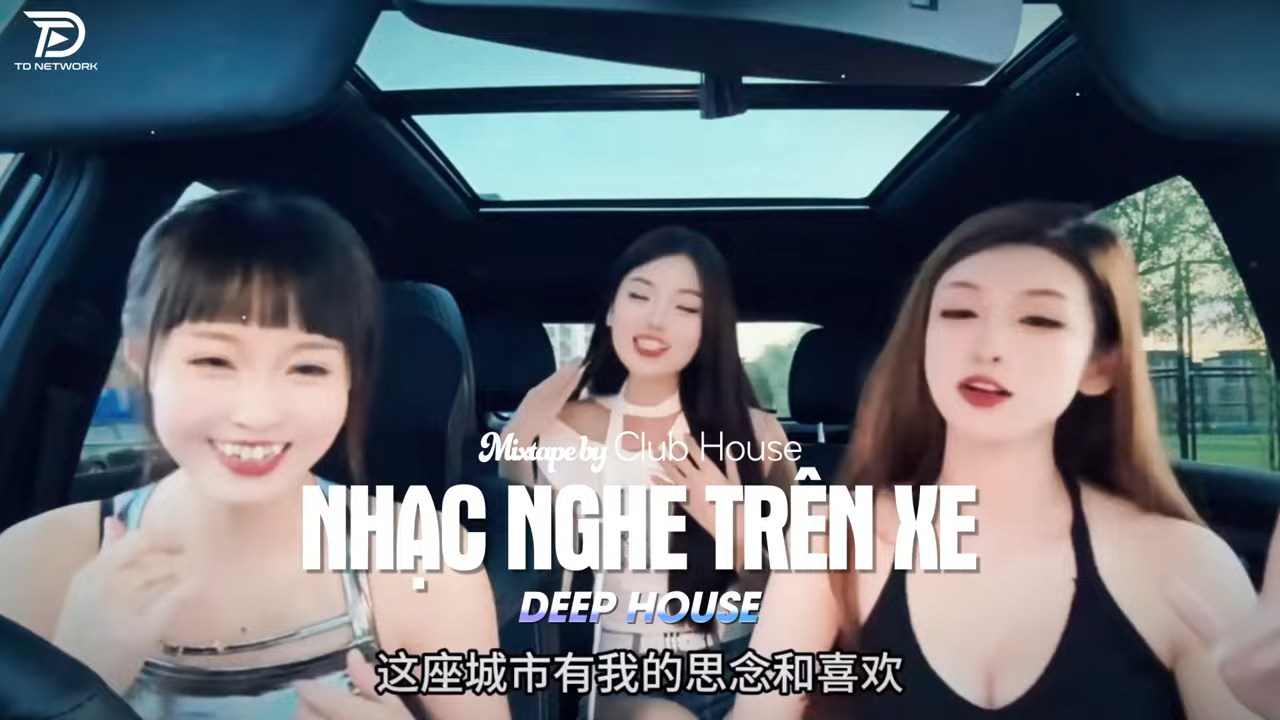 TD NETWORK
Mixtape by Club House
NHẠC NGHE TRÊN XE
DEEP HOUSE
这座城市有我的思念和喜欢